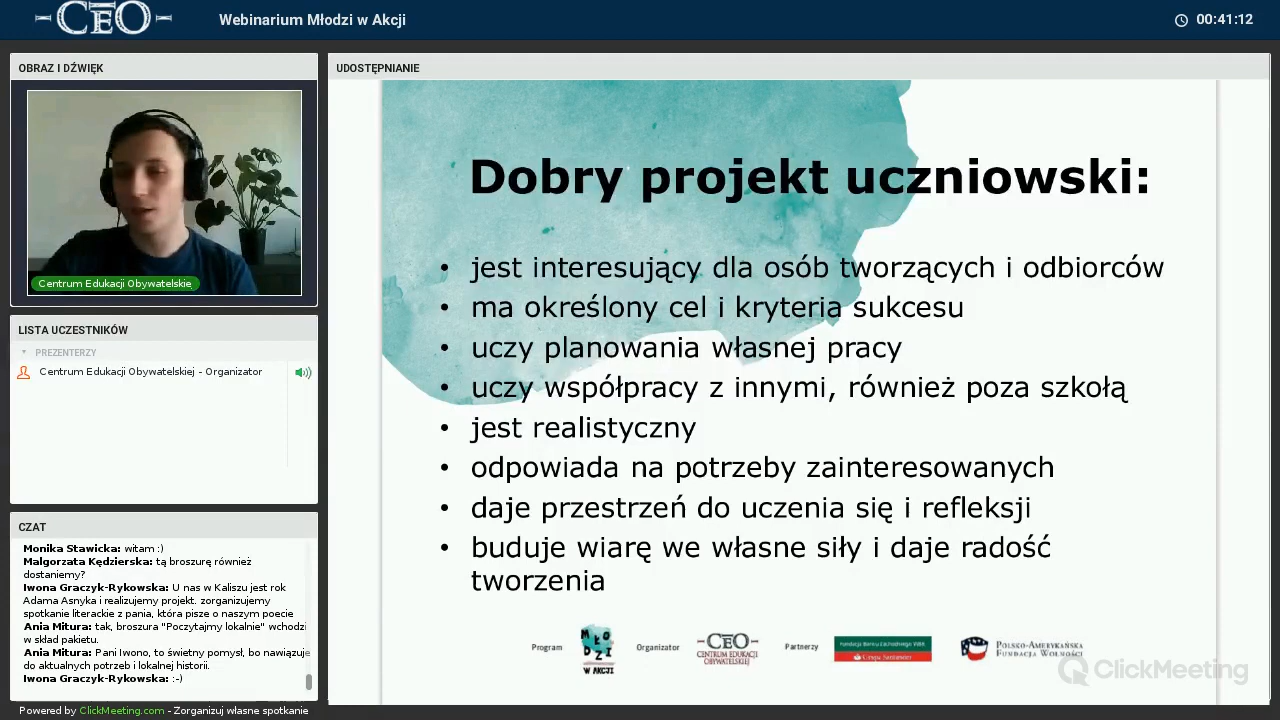 CEO
Webinarium Młodzi w Akcji
00:41:12
OBRAZ I DŹWIĘK
Centrum Edukacji Obywatelskiej
LISTA UCZESTNIKÓW
PREZENTERZY
Centrum Edukacji Obywatelskiej - Organizator
CZAT
Monika Stawicka: witam :)
Malgorzata Kędzierska: tą broszurę również
dostaniemy?
Iwona Graczyk-Rykowska: U nas w Kaliszu jest rok
Adama Asnyka i realizujemy projekt. zorganizujemy
spotkanie literackie z pania, która pisze o naszym poecie
Ania Mitura: tak, broszura "Poczytajmy lokalnie" wchodzi
w skład pakietu.
Ania Mitura: Pani Iwono, super pomysł, bo nawiązuje
do aktualnych potrzeb i lokalnej historii.
Iwona Graczyk-Rykowska: :-)
Powered by ClickMeeting.com - Zorganizuj własne spotkanie
UDOSTĘPNIANIE
Dobry projekt uczniowski:
• jest interesujący dla osób tworzących i odbiorców
• ma określony cel i kryteria sukcesu
• uczy planowania własnej pracy
• uczy współpracy z innymi, również poza szkołą
• jest realistyczny
• odpowiada na potrzeby zainteresowanych
• daje przestrzeń do uczenia się i refleksji
• buduje wiarę we własne siły i daje radość
tworzenia
Program
MŁO
DZI
W AKCJI
Organizator
CEO
CENTRUM EDUKACJI
OBYWATELSKIEJ
Partnerzy
Fundacja Banku Zachodniego WBK
Grupa Santander
POLSKO-AMERYKAŃSKA
FUNDACJA WOLNOŚCI
ClickMeeting